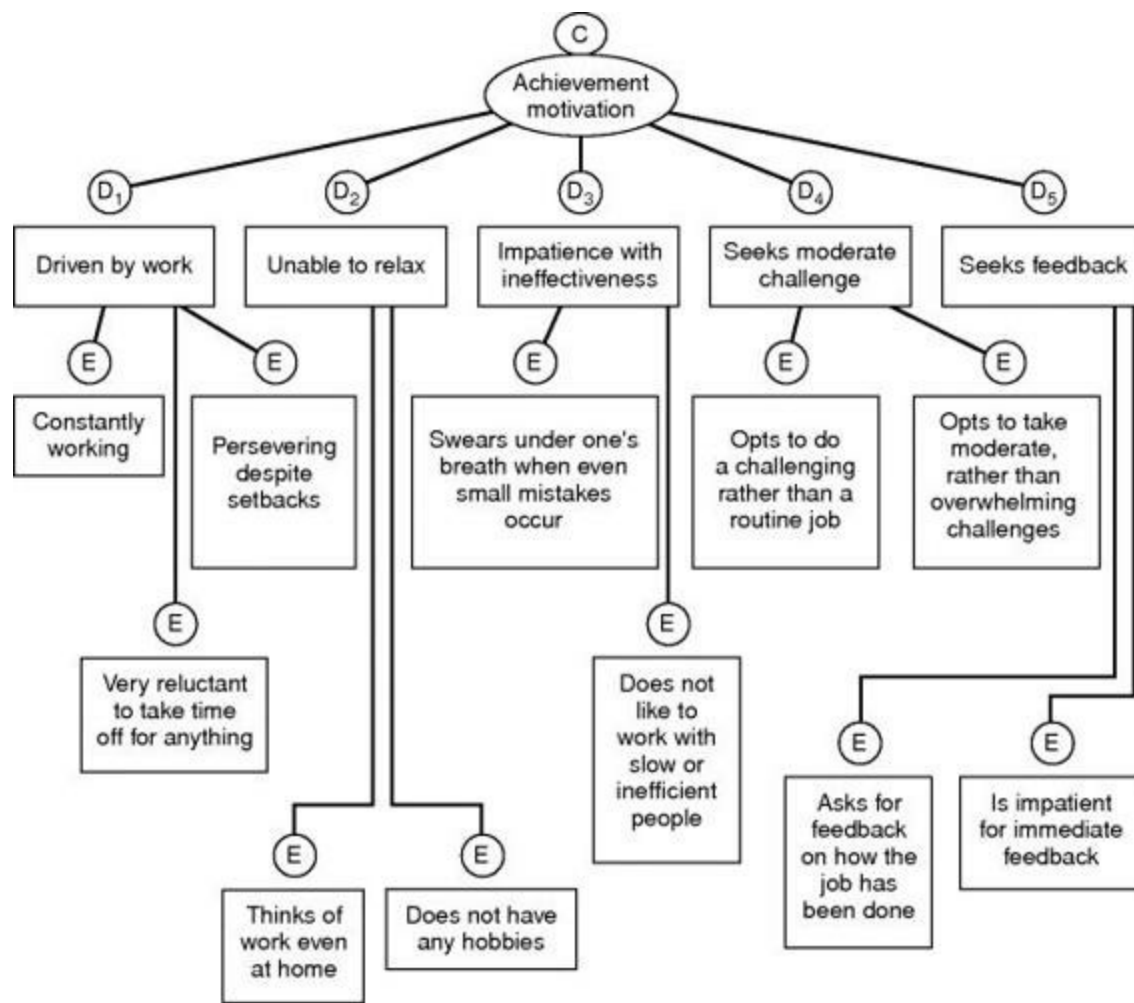 C
Achievement
motivation
D1
D2
D3
D4
D5
Driven by work
Unable to relax
Impatience with
ineffectiveness
Seeks moderate
challenge
Seeks feedback
E
E
E
E
E
Constantly
working
Persevering
despite
setbacks
Swears under one's
breath when even
small mistakes
occur
Opts to do
a challenging
rather than a
routine job
Opts to take
moderate,
rather than
overwhelming
challenges
E
Very reluctant
to take time
off for anything
E
Does not
like to
work with
slow or
inefficient
people
E
Asks for
feedback
on how the
job has
been done
E
Is impatient
for immediate
feedback
E
Thinks of
work even
at home
E
Does not have
any hobbies